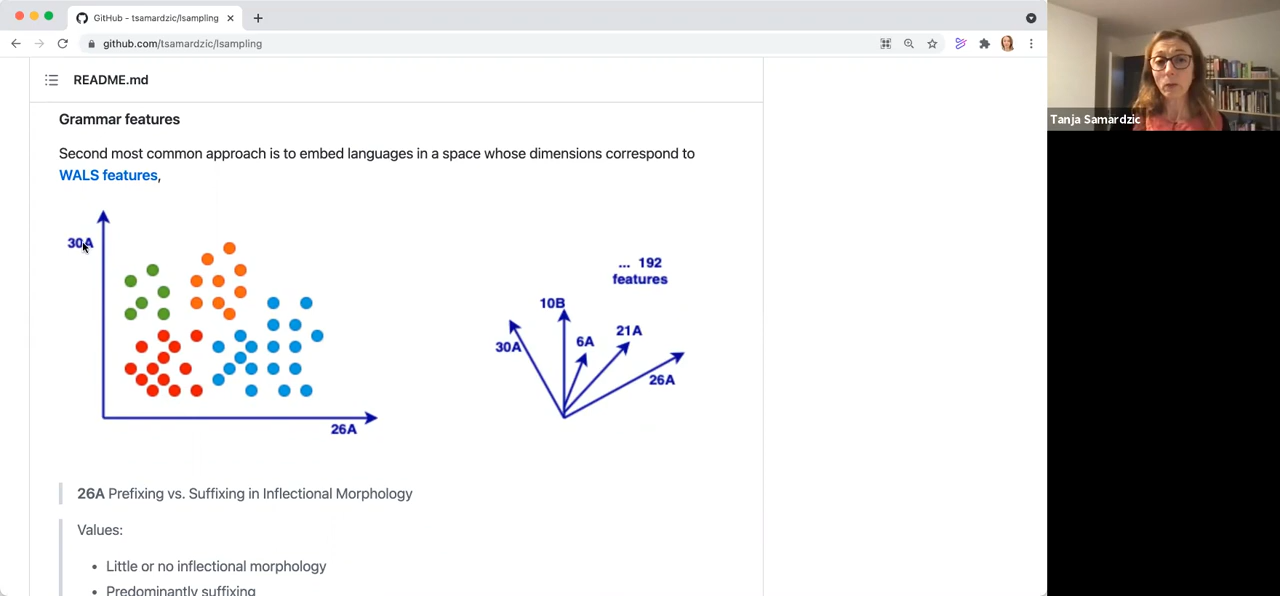 GitHub - tsamardzic/lsampling
github.com/tsamardzic/lsampling
README.md
Grammar features
Second most common approach is to embed languages in a space whose dimensions correspond to
WALS features,
30A
26A
... 192
features
10B
6A
21A
30A
26A
26A Prefixing vs. Suffixing in Inflectional Morphology
Values:
• Little or no inflectional morphology
• Predominantly suffixing
Tanja Samardzic